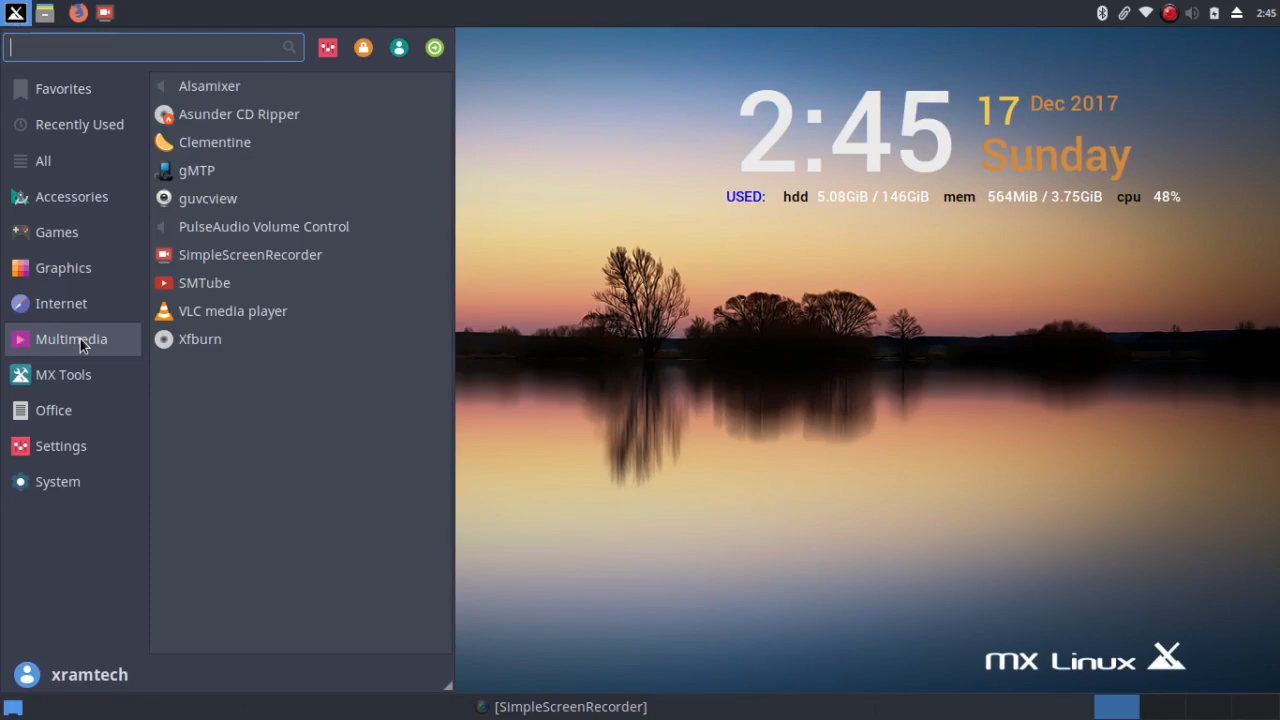 2:45
Favorites
Recently Used
All
Accessories
Games
Graphics
Internet
Multimedia
MX Tools
Office
Settings
System
Alsamixer
Asunder CD Ripper
Clementine
gMTP
guvcview
PulseAudio Volume Control
SimpleScreenRecorder
SMTube
VLC media player
Xfburn
xramtech
2:45 17 Dec 2017
Sunday
USED: hdd 5.08GiB / 146GiB mem 564MiB / 3.75GiB cpu 48%
MX Linux
[SimpleScreenRecorder]